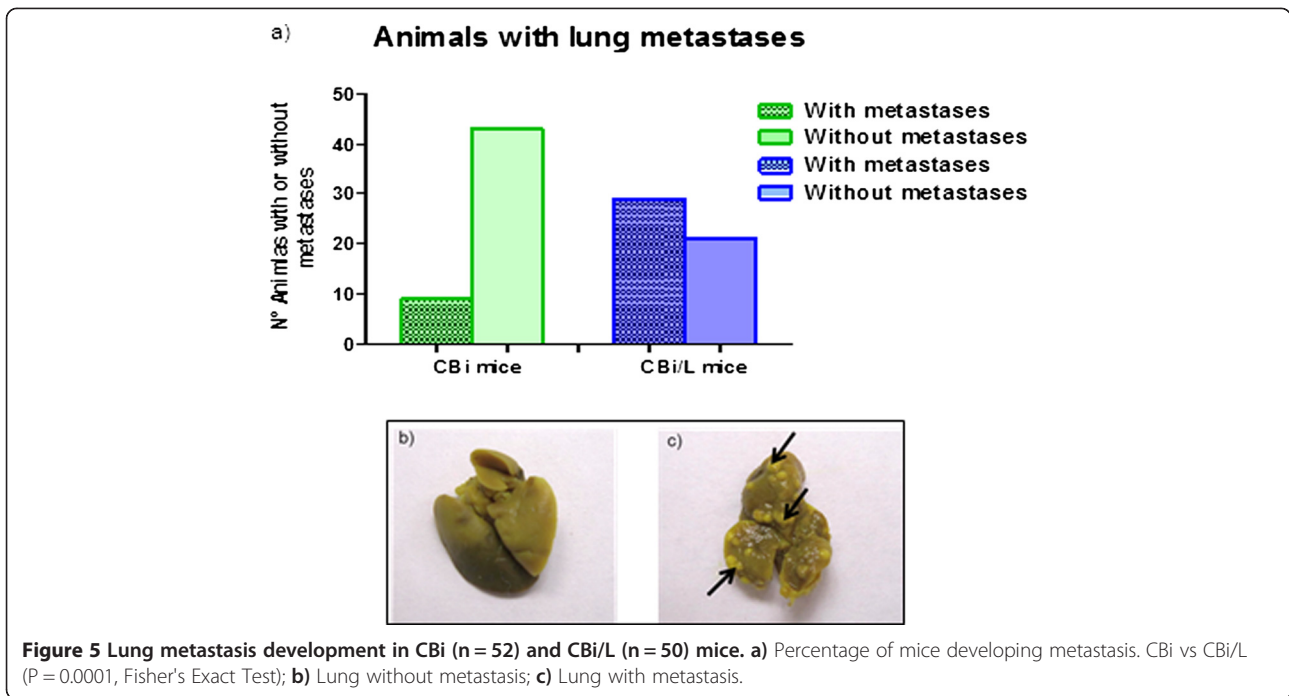 a)
Animals with lung metastases
N° Animlas with or without
metastases
50
40
30
20
10
0
CBi mice
CBi/L mice
With metastases
Without metastases
With metastases
Without metastases
b)
c)
Figure 5 Lung metastasis development in CBi (n = 52) and CBi/L (n = 50) mice. a) Percentage of mice developing metastasis. CBi vs CBi/L
(P = 0.0001, Fisher's Exact Test); b) Lung without metastasis; c) Lung with metastasis.